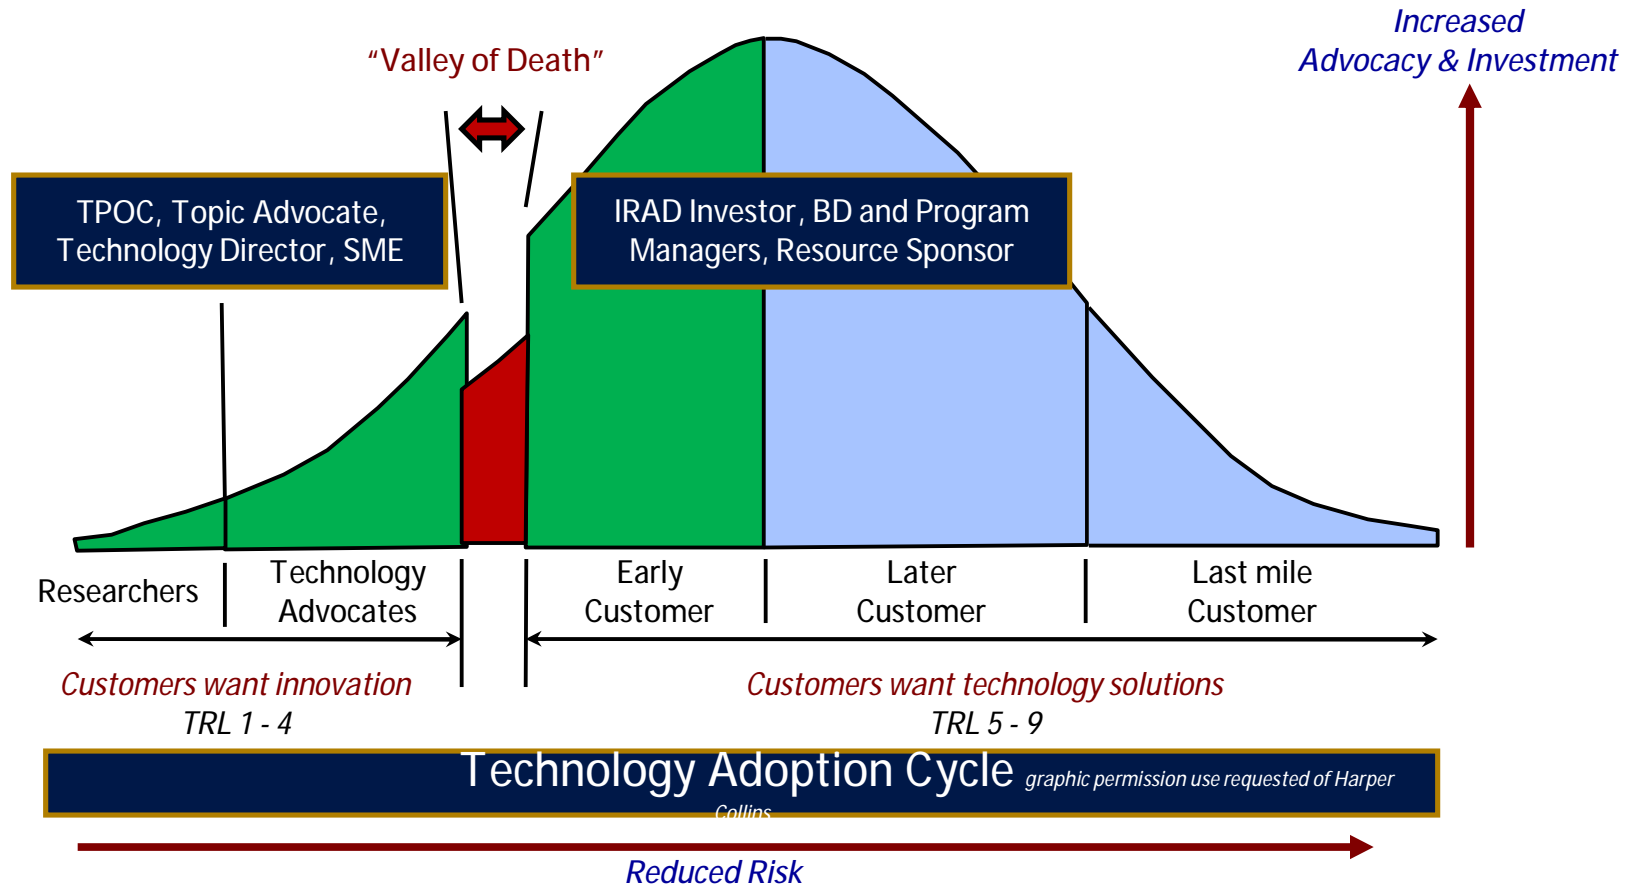 Increased
Advocacy & Investment
“Valley of Death”
TPOC, Topic Advocate,
Technology Director, SME
IRAD Investor, BD and Program
Managers, Resource Sponsor
Researchers
Technology
Advocates
Early
Customer
Later
Customer
Last mile
Customer
Customers want innovation
TRL 1 - 4
Customers want technology solutions
TRL 5 - 9
Technology Adoption Cycle graphic permission use requested of Harper
Collins
Reduced Risk